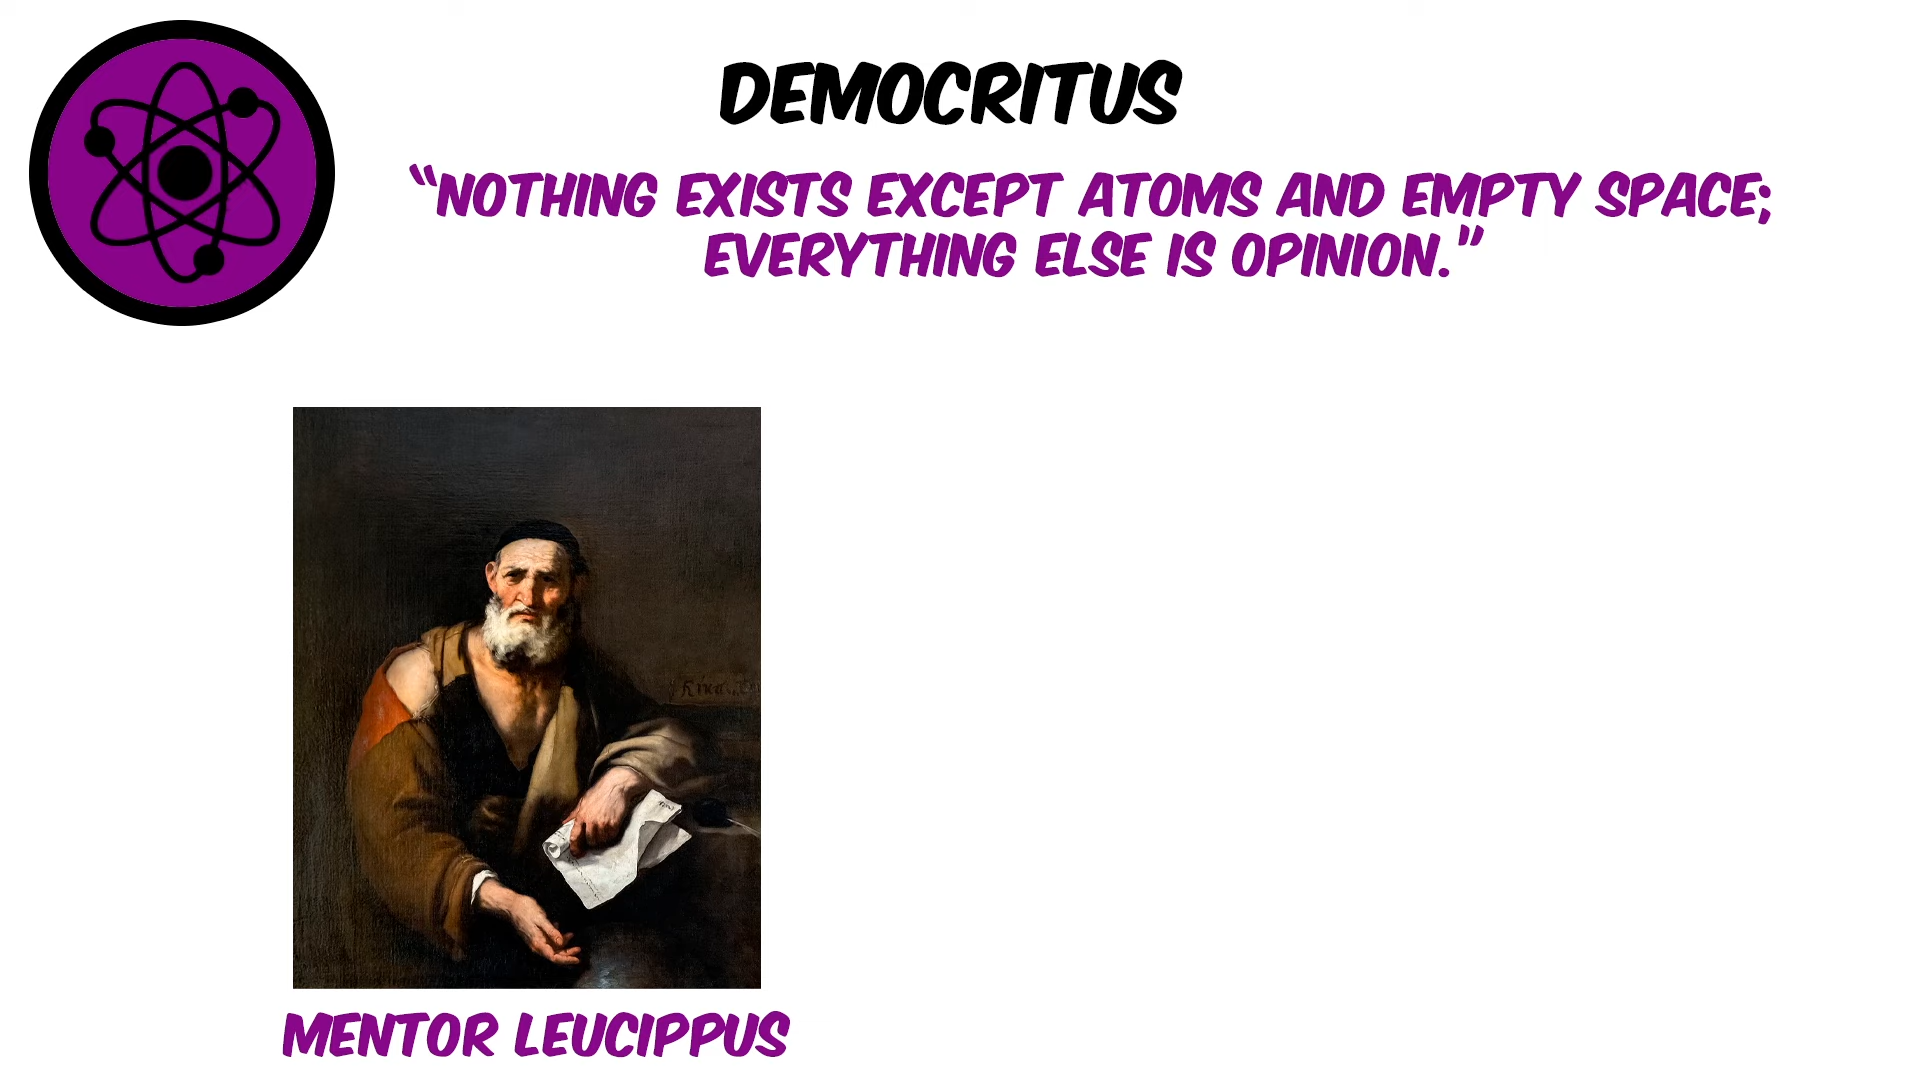 DEMOCRITUS
“NOTHING EXISTS EXCEPT ATOMS AND EMPTY SPACE;
EVERYTHING ELSE IS OPINION.”
MENTOR LEUCIPPUS